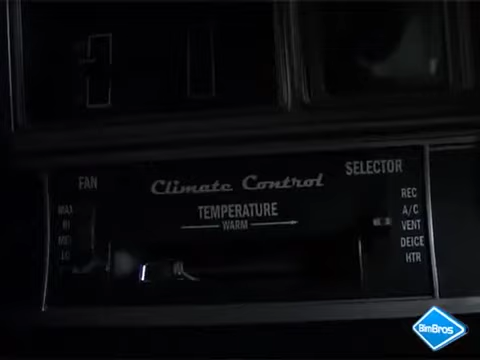 FAN
Climate Control
SELECTOR
TEMPERATURE
WARM
MAX
HI
MED
LO
REC
A/C
VENT
DEICE
HTR
BimBros